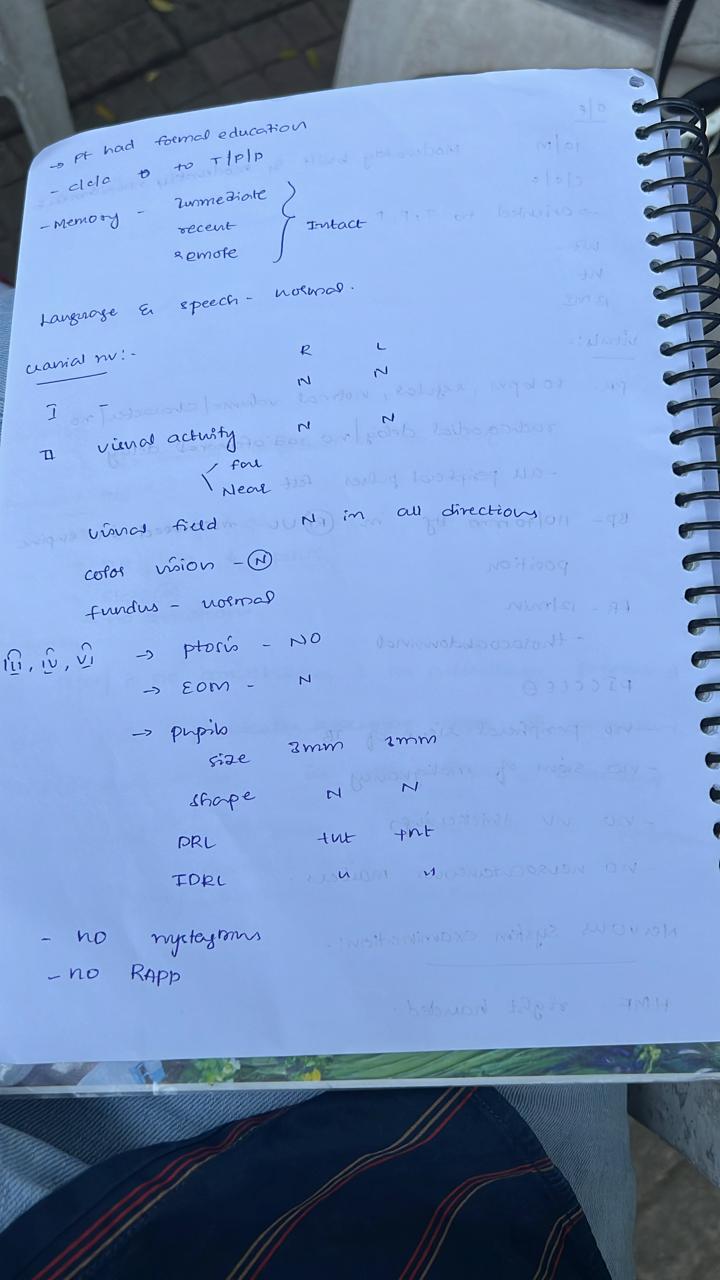 → Pt had formal education
- c/c/o to T/P/P
- Memory - Immediate
recent } Intact
Remote
Language & speech - normal.
cranial nv:-
R L
I - N N
II visual activity N N
< far
Near
visual field N, in all directions
color vision - Ⓝ
fundus - normal
III, IV, VI → ptosis - NO
→ EOM - N
→ pupils
size 3mm 3mm
shape N N
DRL +nt +nt
IDRL " "
- no nystagmus
- no RAPD